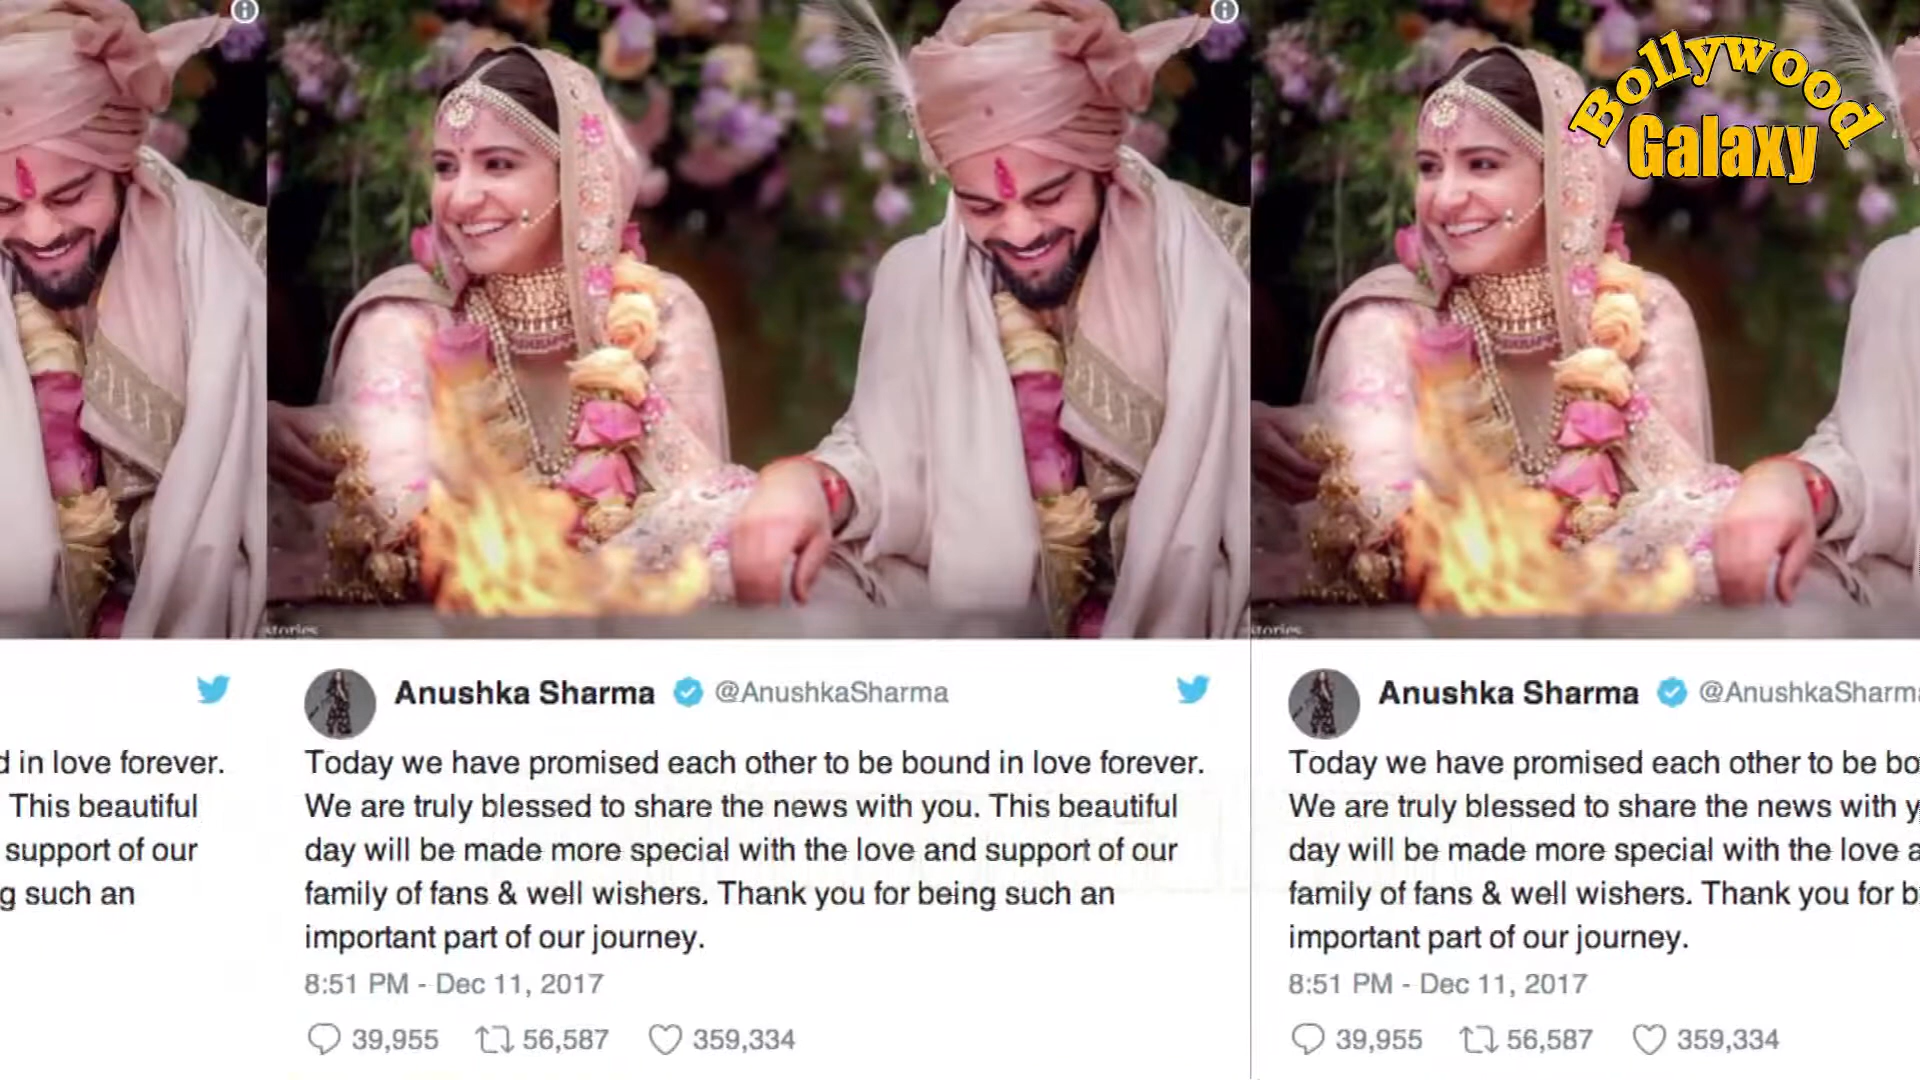 Bollywood
Galaxy
stories
stories
Anushka Sharma @AnushkaSharma
Anushka Sharma @AnushkaSharma
d in love forever.
This beautiful
support of our
g such an
Today we have promised each other to be bound in love forever.
We are truly blessed to share the news with you. This beautiful
day will be made more special with the love and support of our
family of fans & well wishers. Thank you for being such an
important part of our journey.
8:51 PM - Dec 11, 2017
39,955 56,587 359,334
Today we have promised each other to be bo
We are truly blessed to share the news with y
day will be made more special with the love a
family of fans & well wishers. Thank you for b
important part of our journey.
8:51 PM - Dec 11, 2017
39,955 56,587 359,334